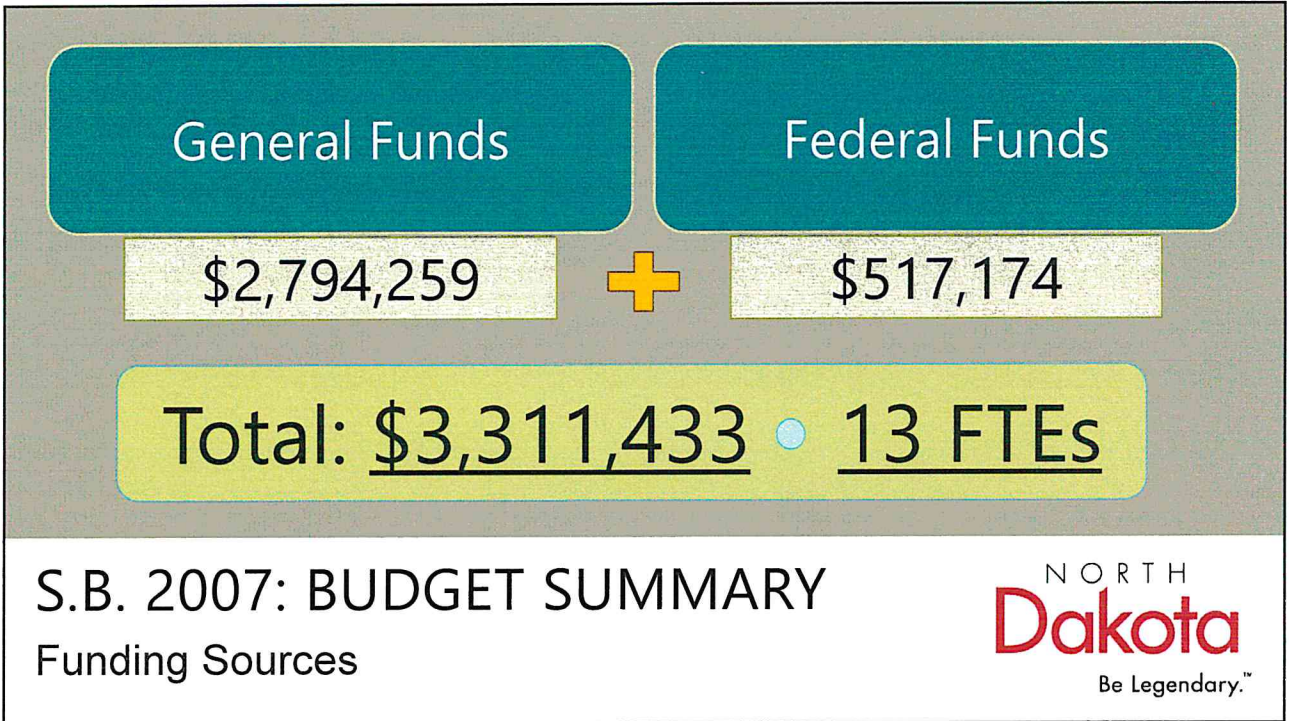 General Funds
Federal Funds
$2,794,259
$517,174
Total: $3,311,433 • 13 FTEs
S.B. 2007: BUDGET SUMMARY
Funding Sources
NORTH
Dakota
Be Legendary.™